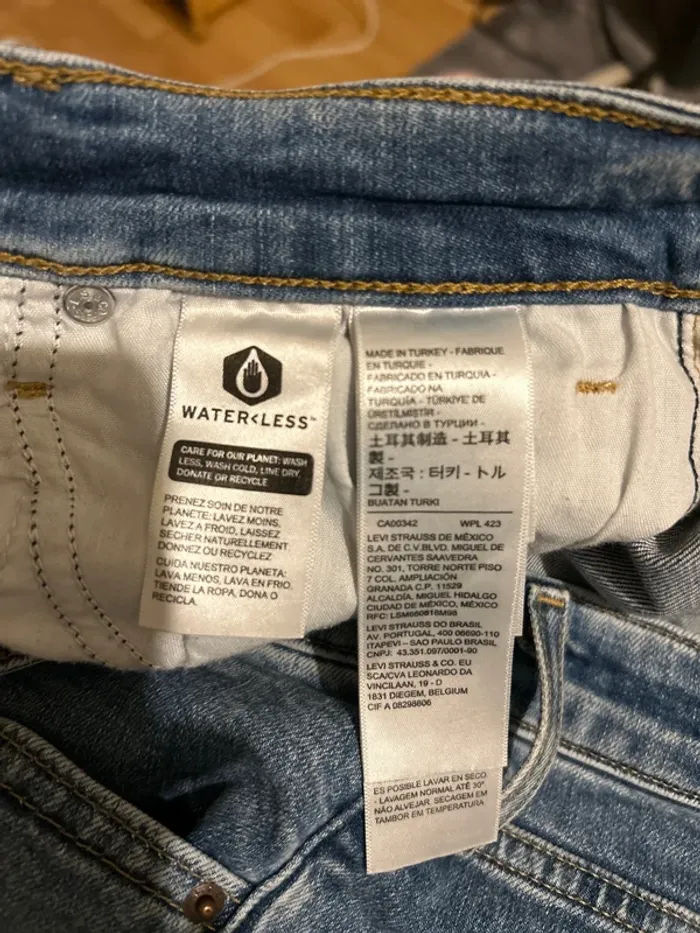 WATER<LESS™
CARE FOR OUR PLANET: WASH
LESS, WASH COLD, LINE DRY,
DONATE OR RECYCLE
PRENEZ SOIN DE NOTRE
PLANETE: LAVEZ MOINS,
LAVEZ A FROID, LAISSEZ
SECHER NATURELLEMENT
DONNEZ OU RECYCLEZ
CUIDA NUESTRO PLANETA:
LAVA MENOS, LAVA EN FRIO,
TIENDE LA ROPA, DONA O
RECICLA.
MADE IN TURKEY - FABRIQUE
EN TURQUIE -
FABRICADO EN TURQUIA -
FABRICADO NA
TURQUÍA - TÜRKIYE' DE
ÜRETILMISTIR -
СДЕЛАНО В ТУРЦИИ -
土耳其制造 - 土耳其
製 -
제조국 : 터키 - トル
コ製 -
BUATAN TURKI
CA00342 WPL 423
LEVI STRAUSS DE MÉXICO
S.A. DE C.V.BLVD. MIGUEL DE
CERVANTES SAAVEDRA
NO. 301, TORRE NORTE PISO
7 COL. AMPLIACIÓN
GRANADA C.P. 11529
ALCALDÍA, MIGUEL HIDALGO
CIUDAD DE MÉXICO, MÉXICO
RFC: LSM660816M98
LEVI STRAUSS DO BRASIL
AV. PORTUGAL, 400 06690-110
ITAPEVI - SAO PAULO BRASIL
CNPJ: 43.351.097/0001-90
LEVI STRAUSS & CO. EU
SCA/CVA LEONARDO DA
VINCILAAN, 19 - D
1831 DIEGEM, BELGIUM
CIF A 08298606
ES POSIBLE LAVAR EN SECO
- LAVAGEM NORMAL ATÉ 30°
NÃO ALVEJAR. SECAGEM EM
TAMBOR EM TEMPERATURA